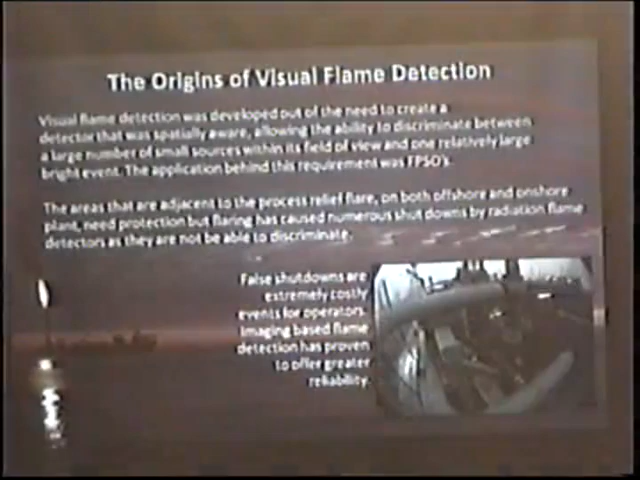 The Origins of Visual Flame Detection
Visual flame detection was developed out of the need to create a
detector that was spatially aware, allowing the ability to discriminate between
a large number of small sources within its field of view and one relatively large
bright event. The application behind this requirement was FPSO's.
The areas that are adjacent to the process relief flare, on both offshore and onshore
plant, need protection but flaring has caused numerous shut downs by radiation flame
detectors as they are not be able to discriminate.
False shutdowns are
extremely costly
events for operators.
Imaging based flame
detection has proven
to offer greater
reliability.